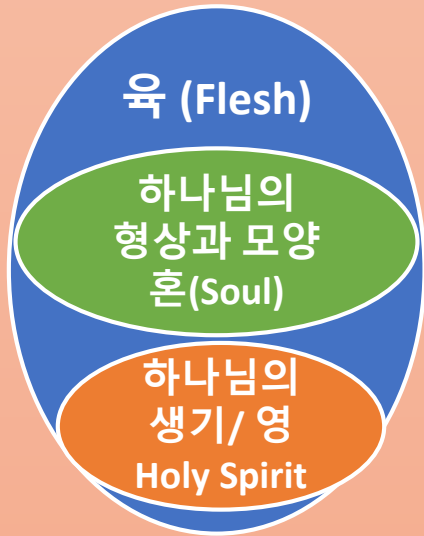 육 (Flesh)
하나님의
형상과 모양
혼(Soul)
하나님의
생기/ 영
Holy Spirit